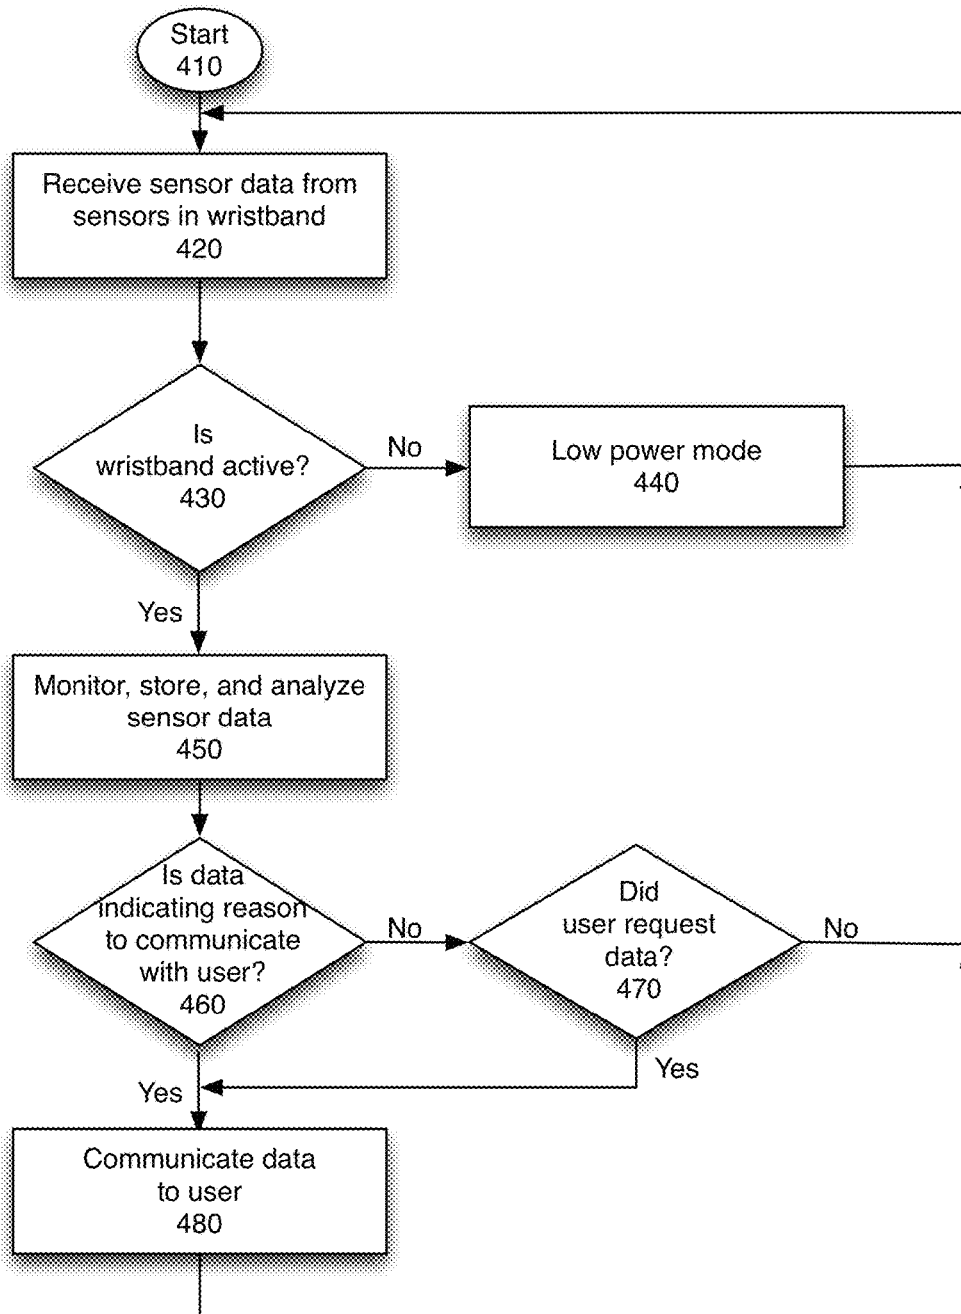 Start
410
Receive sensor data from
sensors in wristband
420
Is
wristband active?
430
No
Low power mode
440
Yes
Monitor, store, and analyze
sensor data
450
Is data
indicating reason
to communicate
with user?
460
No
Did
user request
data?
470
No
Yes
Yes
Communicate data
to user
480